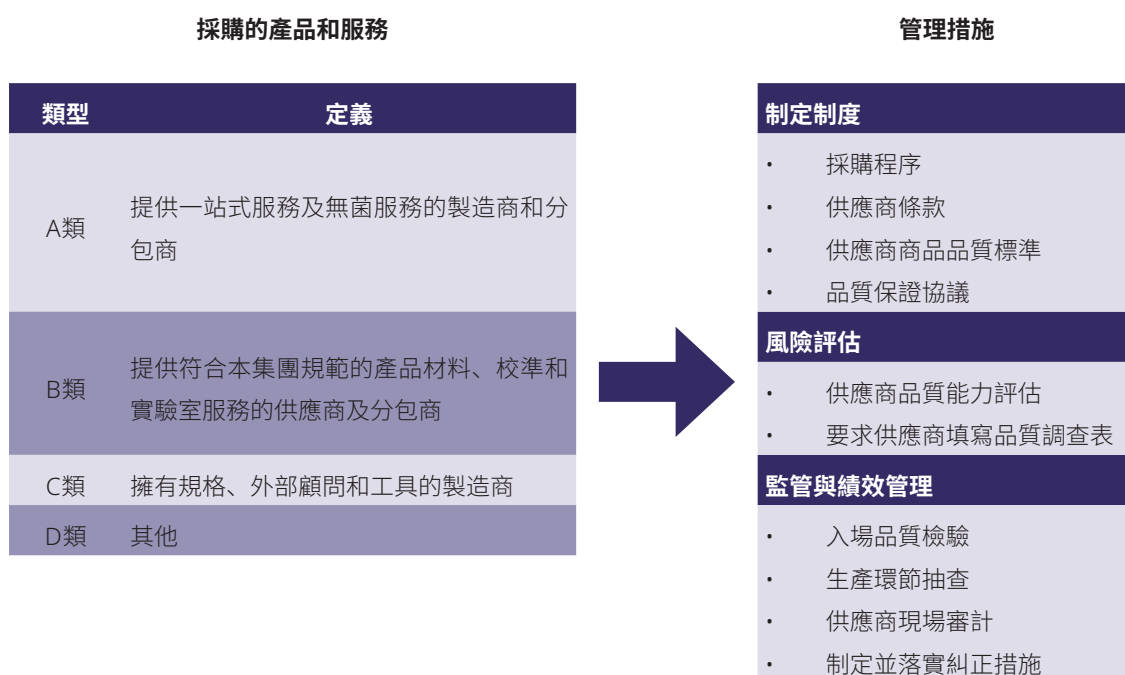 採購的產品和服務
類型 定義
A類 提供一站式服務及無菌服務的製造商和分
包商
B類 提供符合本集團規範的產品材料、校準和
實驗室服務的供應商及分包商
C類 擁有規格、外部顧問和工具的製造商
D類 其他
管理措施
制定制度
• 採購程序
• 供應商條款
• 供應商商品品質標準
• 品質保證協議
風險評估
• 供應商品質能力評估
• 要求供應商填寫品質調查表
監管與績效管理
• 入場品質檢驗
• 生產環節抽查
• 供應商現場審計
• 制定並落實糾正措施